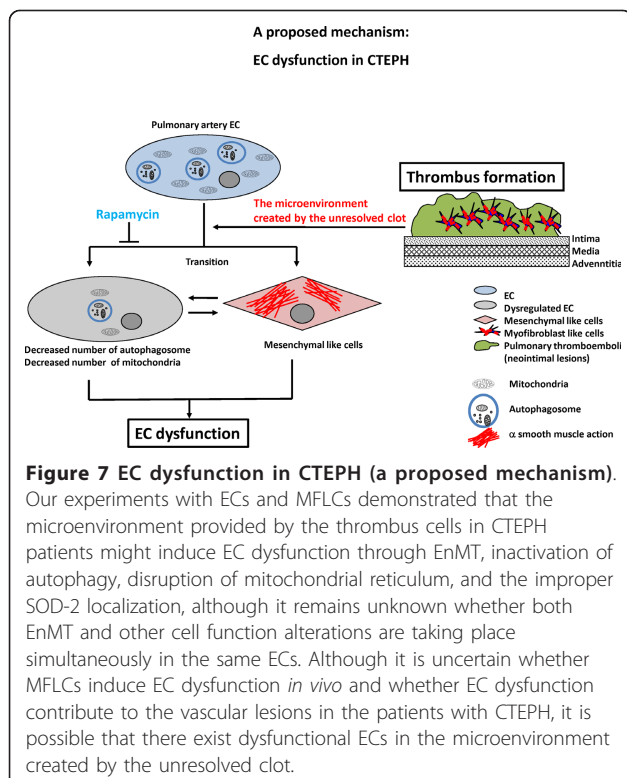 A proposed mechanism:
EC dysfunction in CTEPH
Pulmonary artery EC
Thrombus formation
The microenvironment
created by the unresolved clot
Rapamycin
Intima
Media
Advenntitia
Transition
EC
Dysregulated EC
Mesenchymal like cells
Myofibroblast like cells
Pulmonary thromboemboli
(neointimal lesions)
Decreased number of autophagosome
Decreased number of mitochondria
Mesenchymal like cells
Mitochondria
Autophagosome
α smooth muscle action
EC dysfunction
Figure 7 EC dysfunction in CTEPH (a proposed mechanism).
Our experiments with ECs and MFLCs demonstrated that the
microenvironment provided by the thrombus cells in CTEPH
patients might induce EC dysfunction through EnMT, inactivation of
autophagy, disruption of mitochondrial reticulum, and the improper
SOD-2 localization, although it remains unknown whether both
EnMT and other cell function alterations are taking place
simultaneously in the same ECs. Although it is uncertain whether
MFLCs induce EC dysfunction in vivo and whether EC dysfunction
contribute to the vascular lesions in the patients with CTEPH, it is
possible that there exist dysfunctional ECs in the microenvironment
created by the unresolved clot.